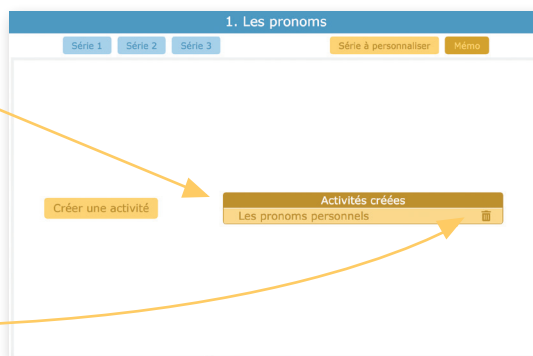 1. Les pronoms
Série 1 Série 2 Série 3 Série à personnaliser Mémo
Activités créées
Créer une activité
Les pronoms personnels